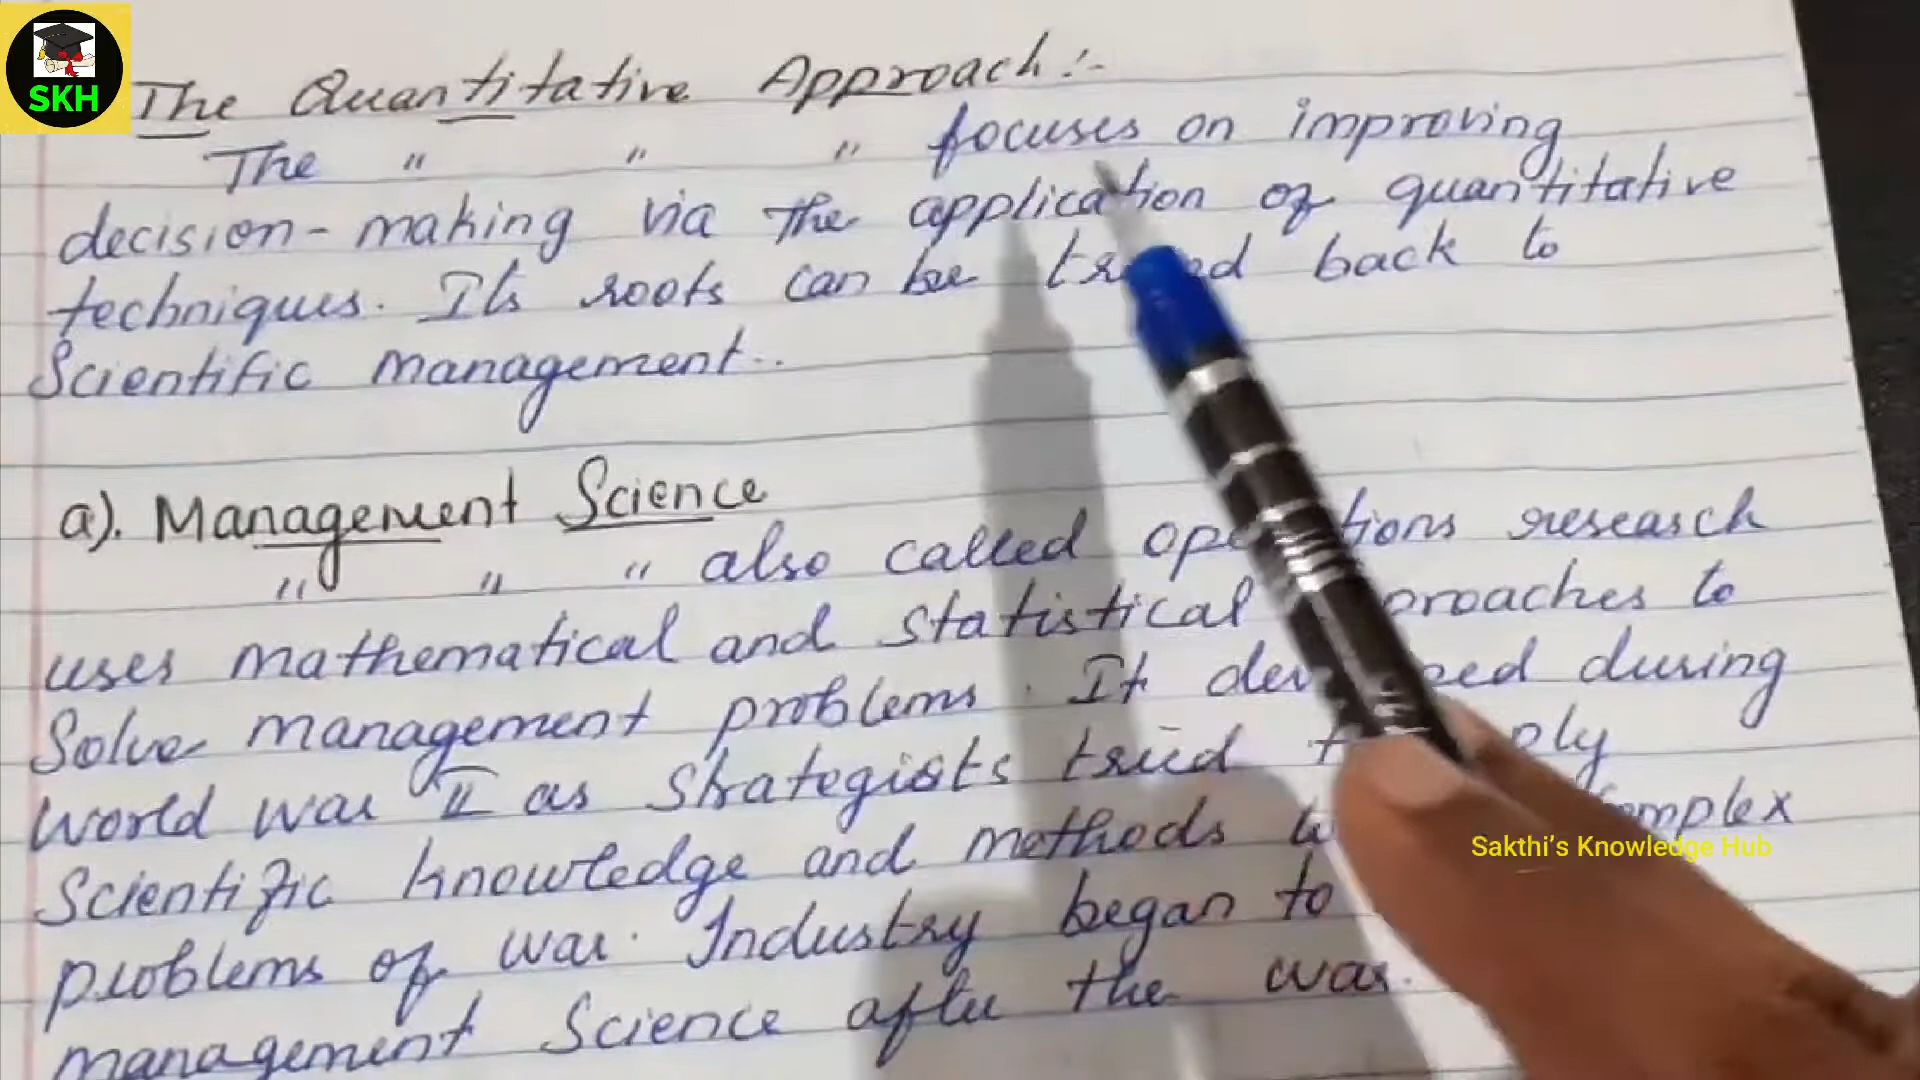 SKH
The Quantitative Approach:-
The " " " focuses on improving
decision-making via the application of quantitative
techniques. Its roots can be back to
Scientific management..
a). Management Science
" " " also called research
uses mathematical and statistical to
Solve management problems. It during
World war II as strategists tried
Scientific knowledge and methods
problems of war. Industry began to
management Science after the war.
Sakthi's Knowledge Hub